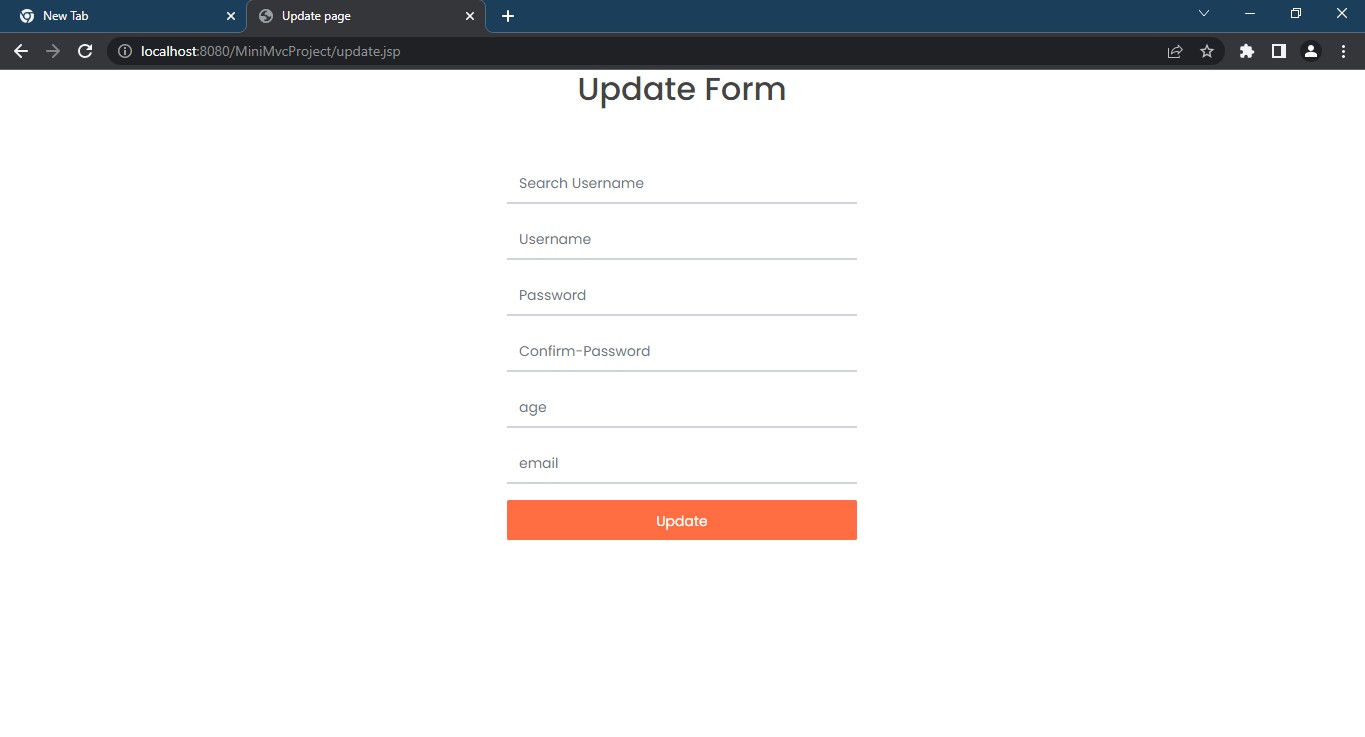 New Tab
Update page
localhost:8080/MiniMvcProject/update.jsp
Update Form
Search Username
Username
Password
Confirm-Password
age
email
Update